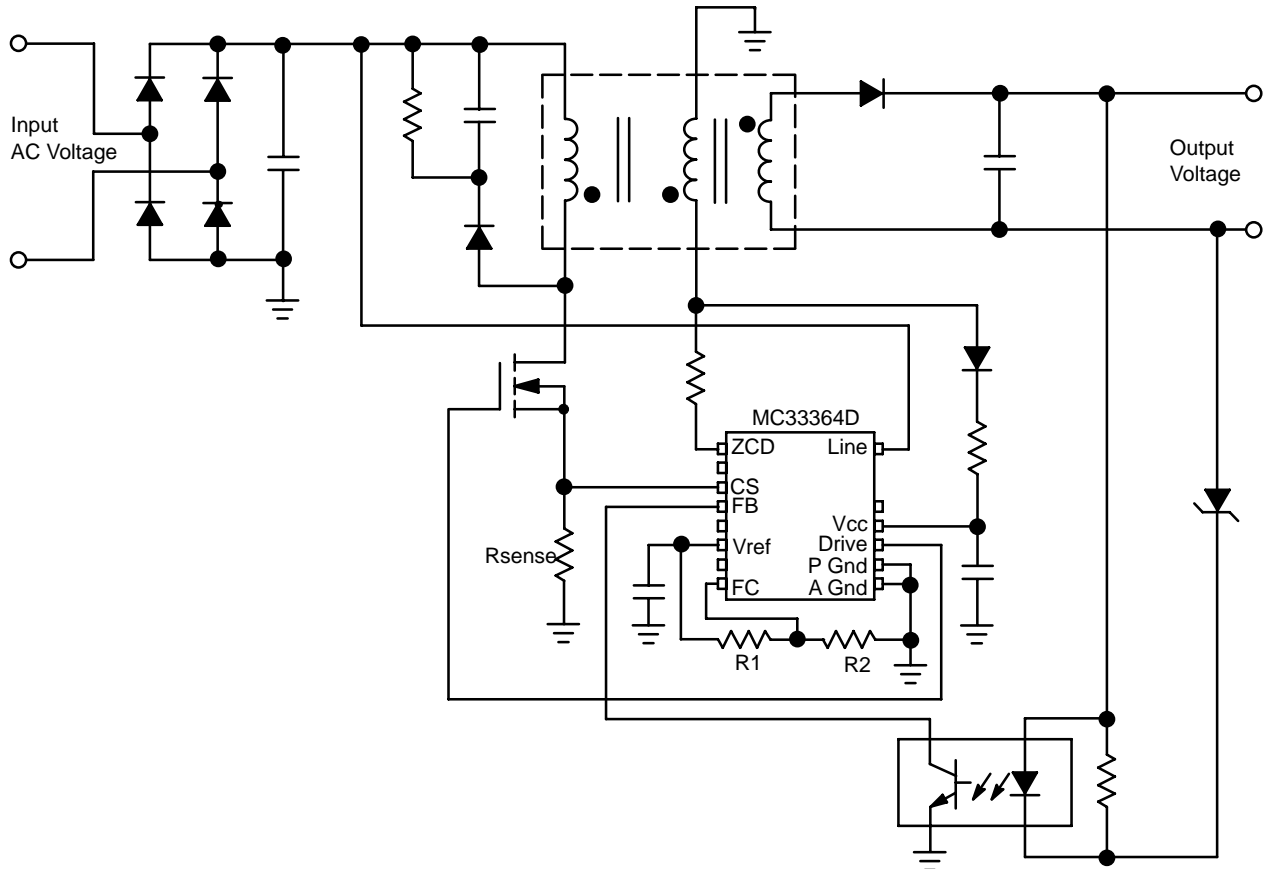 Input
AC Voltage
Output
Voltage
MC33364D
ZCD
Line
CS
FB
Vcc
Rsense
Vref
Drive
P Gnd
FC
A Gnd
R1
R2